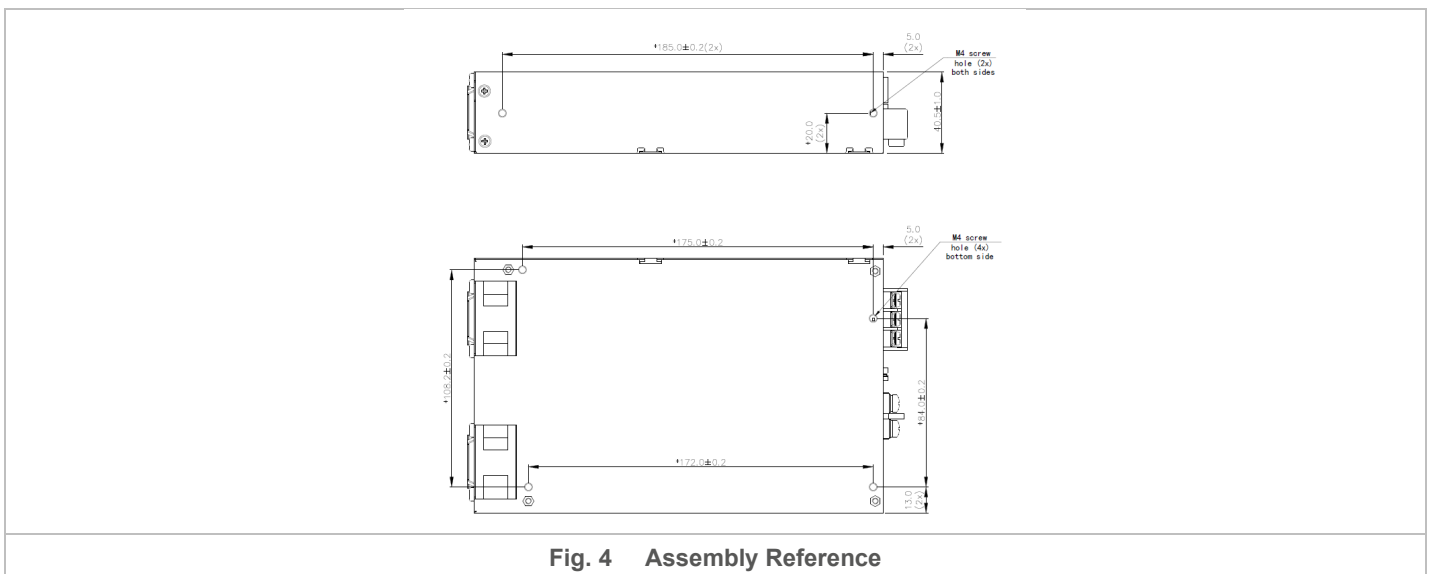 *185.0±0.2(2x)
5.0
(2x)
M4 screw
hole (2x)
both sides
*20.0
(2x)
40.5±1.0
*175.0±0.2
5.0
(2x)
M4 screw
hole (4x)
bottom side
*108.2±0.2
*84.0±0.2
*172.0±0.2
13.0
(2x)
Fig. 4 Assembly Reference